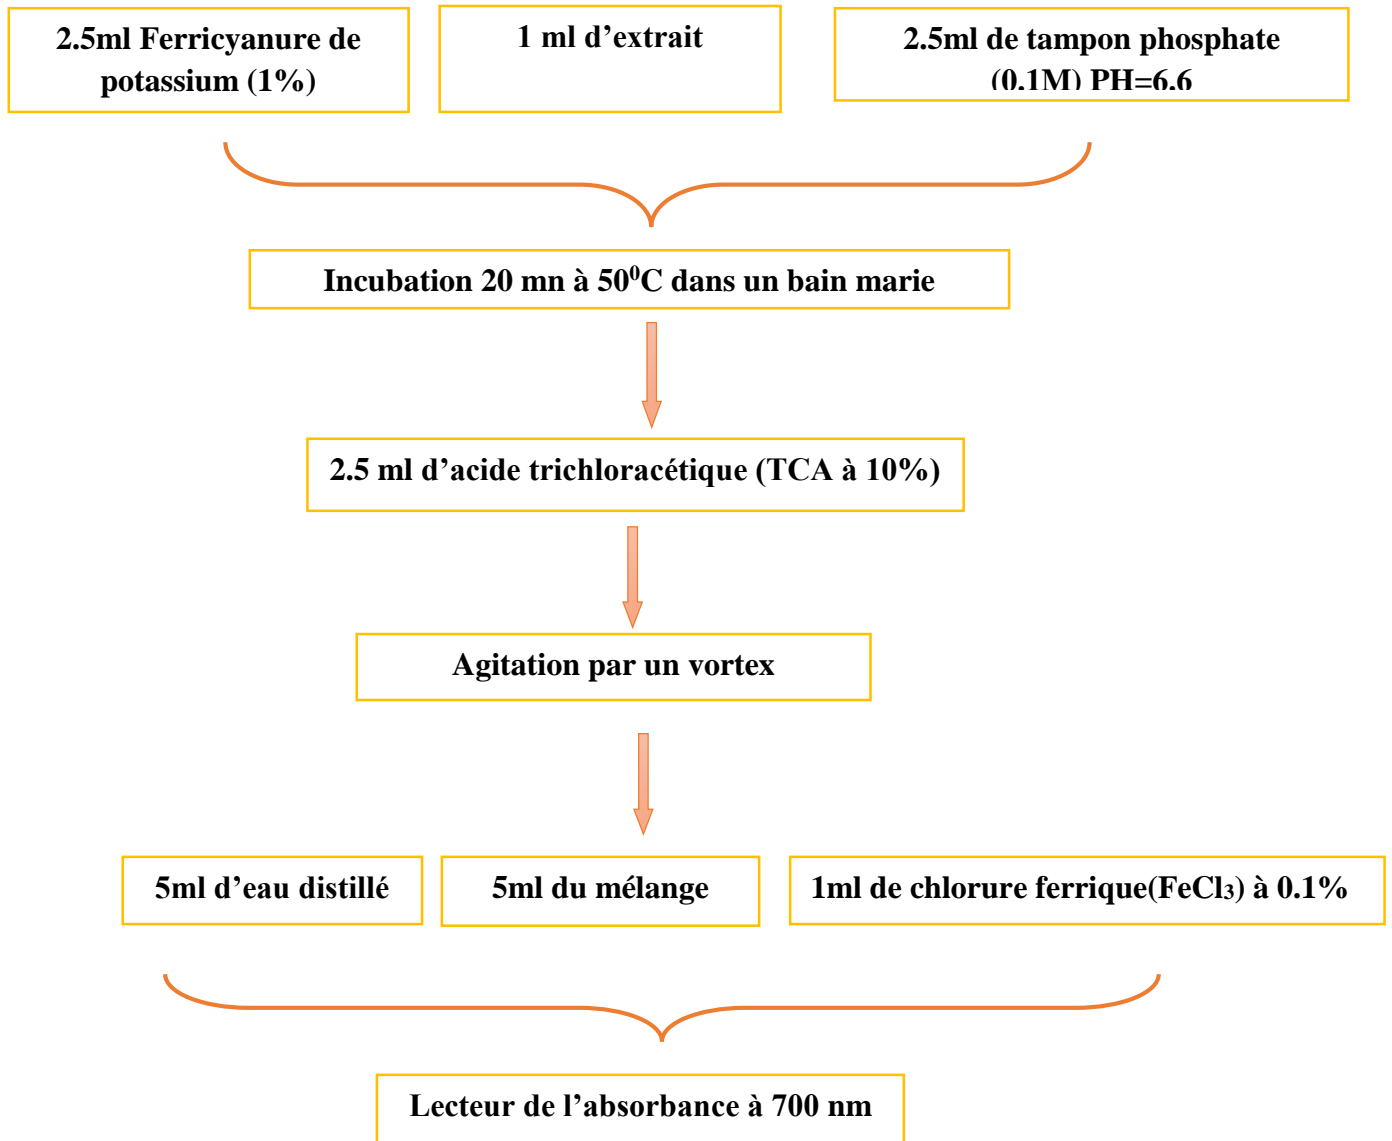 2.5ml Ferricyanure de
potassium (1%)
1 ml d’extrait
2.5ml de tampon phosphate
(0.1M) PH=6.6
Incubation 20 mn à 50⁰C dans un bain marie
2.5 ml d’acide trichloracétique (TCA à 10%)
Agitation par un vortex
5ml d’eau distillé
5ml du mélange
1ml de chlorure ferrique(FeCl₃) à 0.1%
Lecteur de l’absorbance à 700 nm